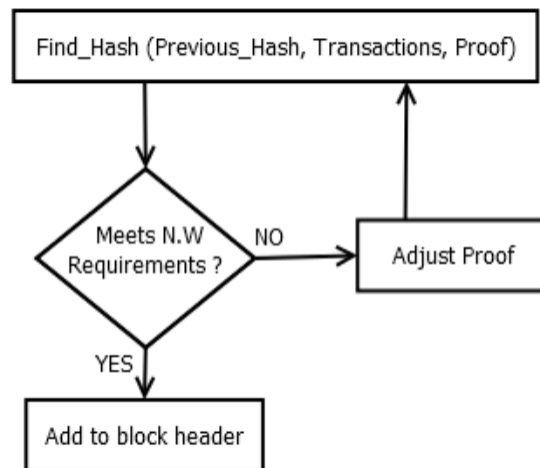 Find_Hash (Previous_Hash, Transactions, Proof)
Meets N.W
Requirements ?
NO
Adjust Proof
YES
Add to block header